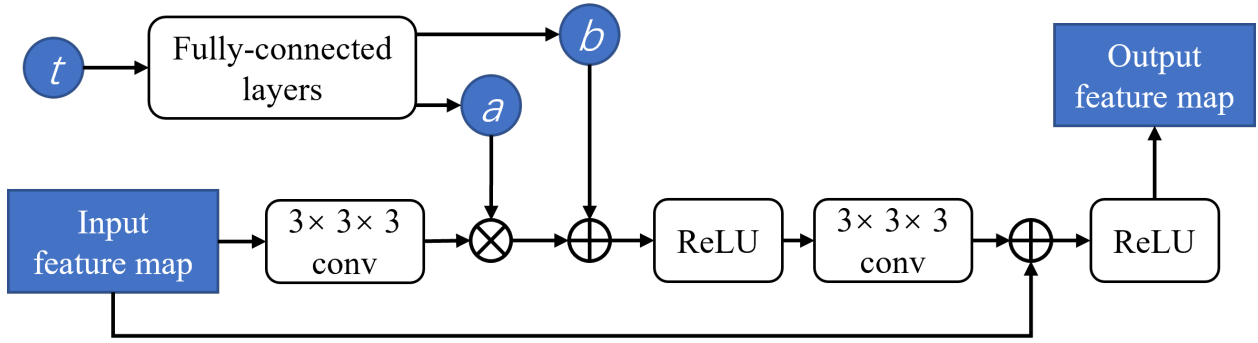 t
Fully-connected
layers
b
a
Output
feature map
Input
feature map
3× 3× 3
conv
ReLU
3× 3× 3
conv
ReLU